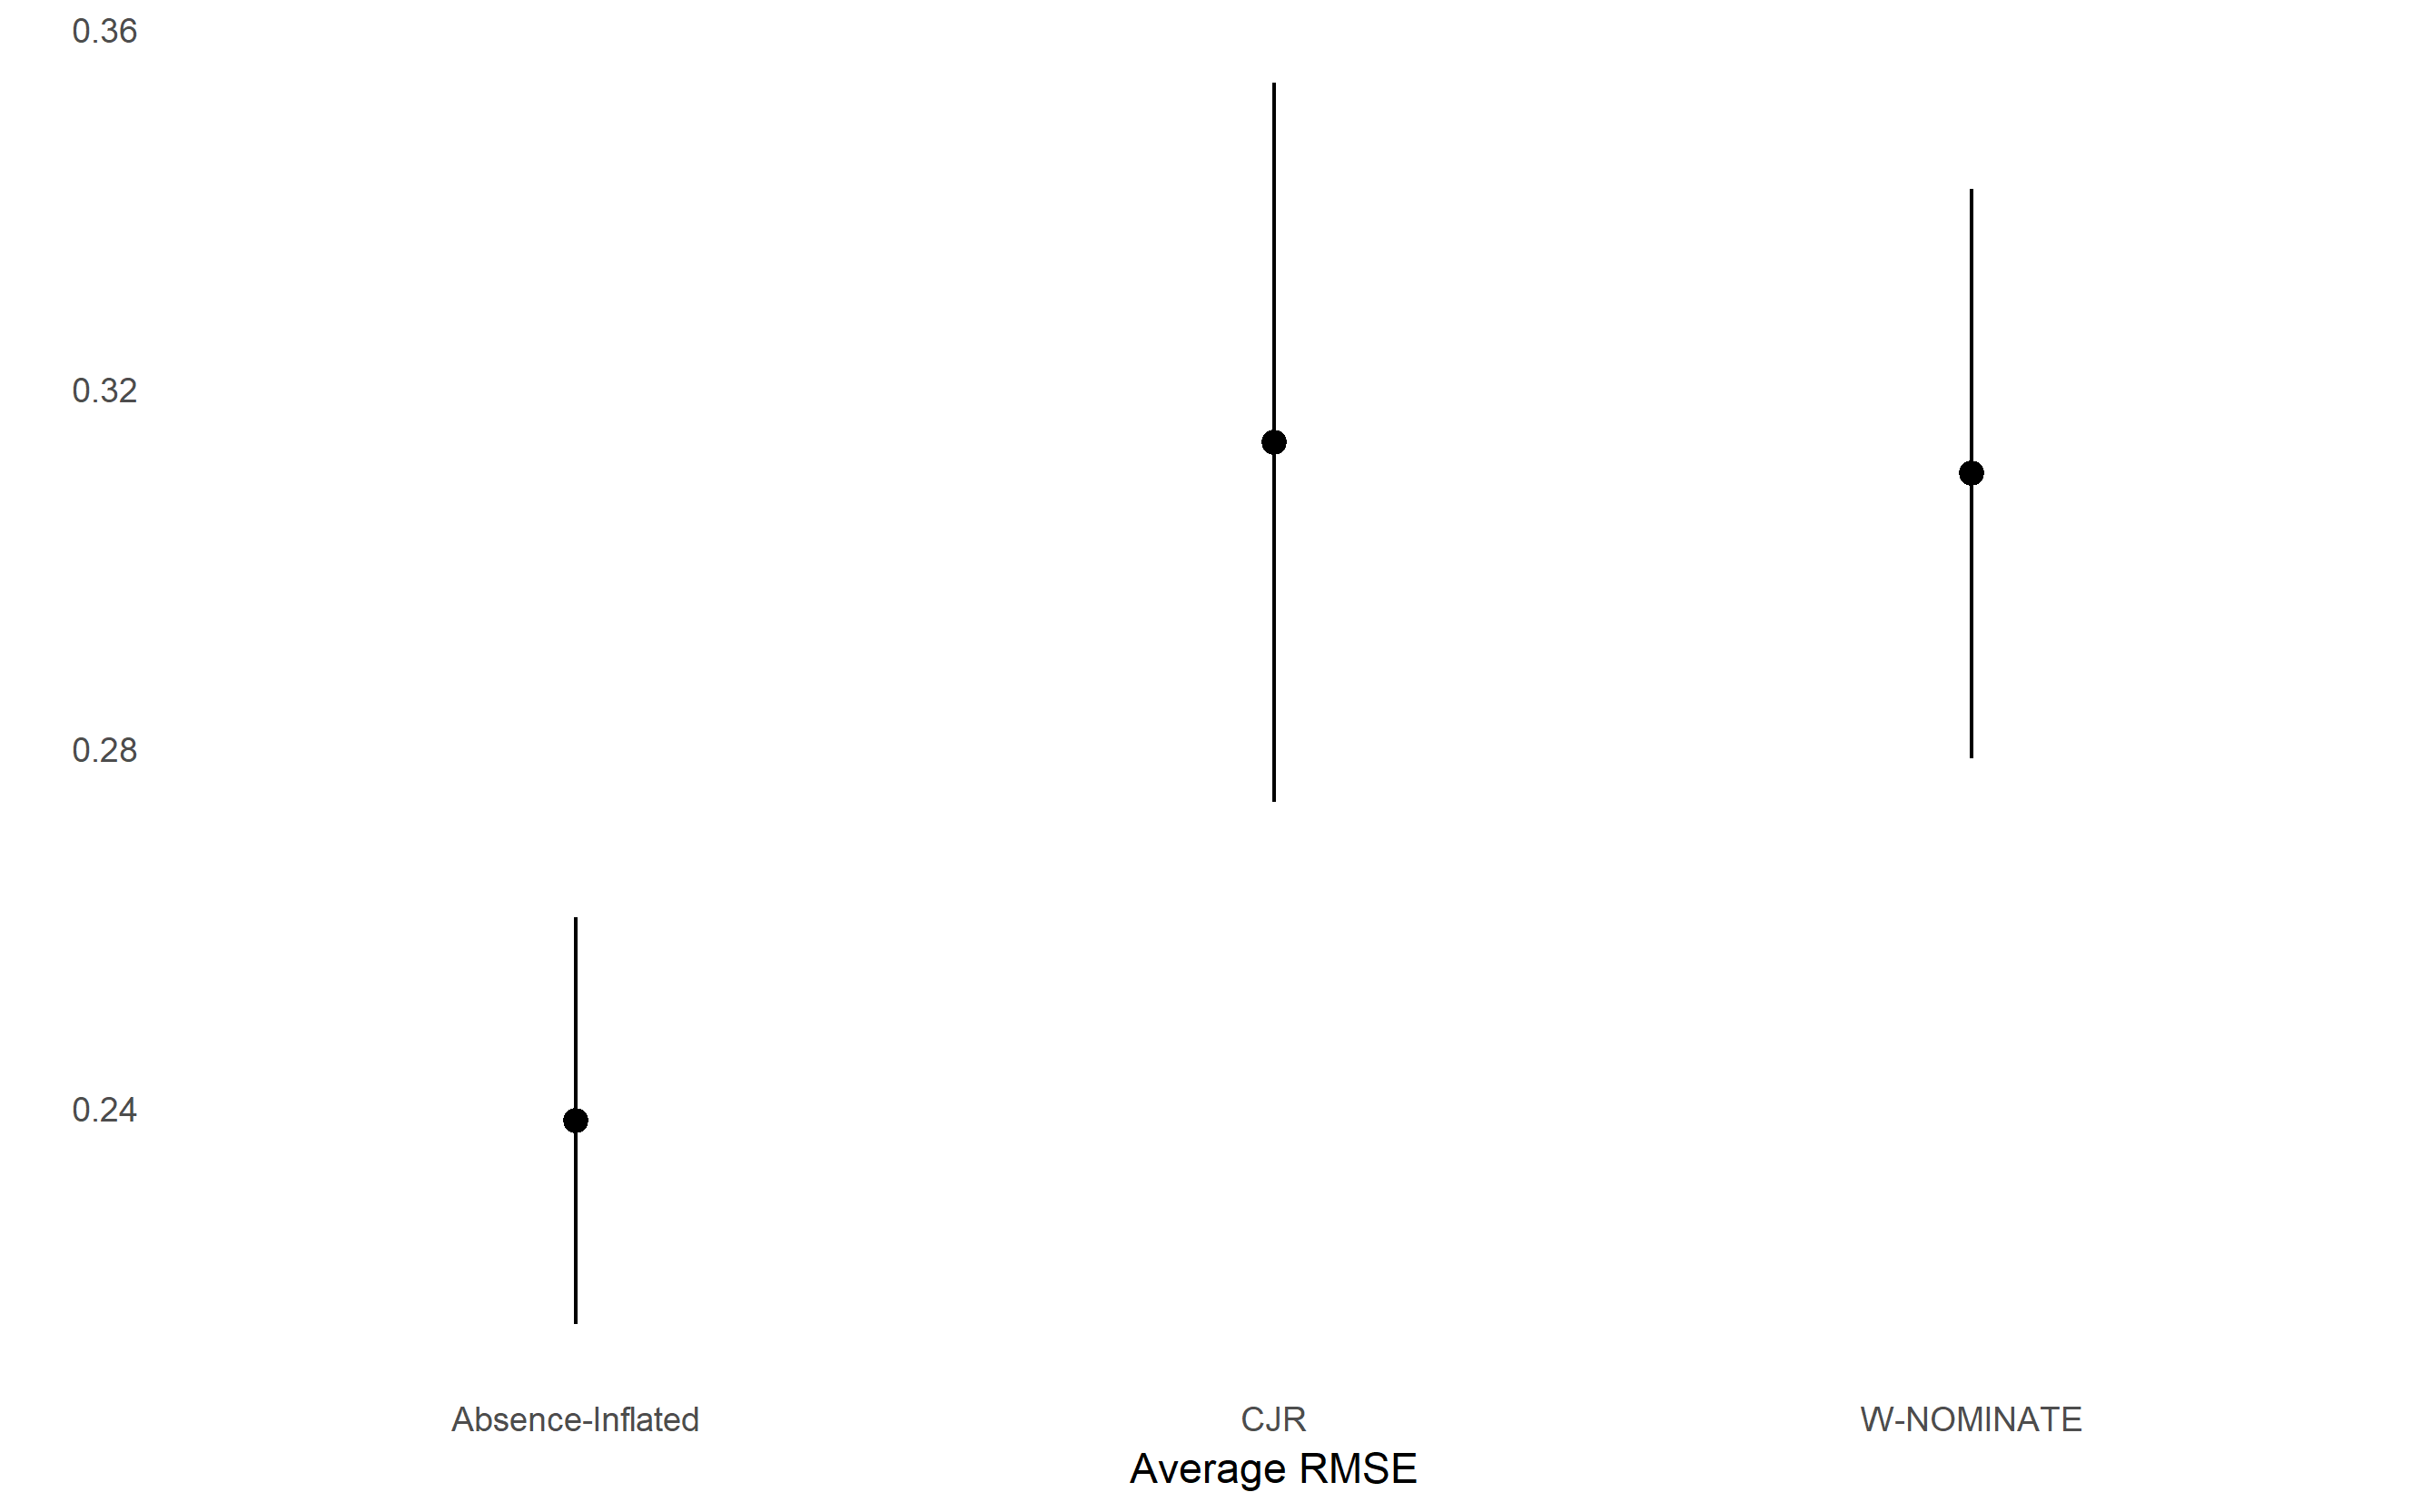 0.36
0.32
0.28
0.24
Absence-Inflated CJR W-NOMINATE
Average RMSE